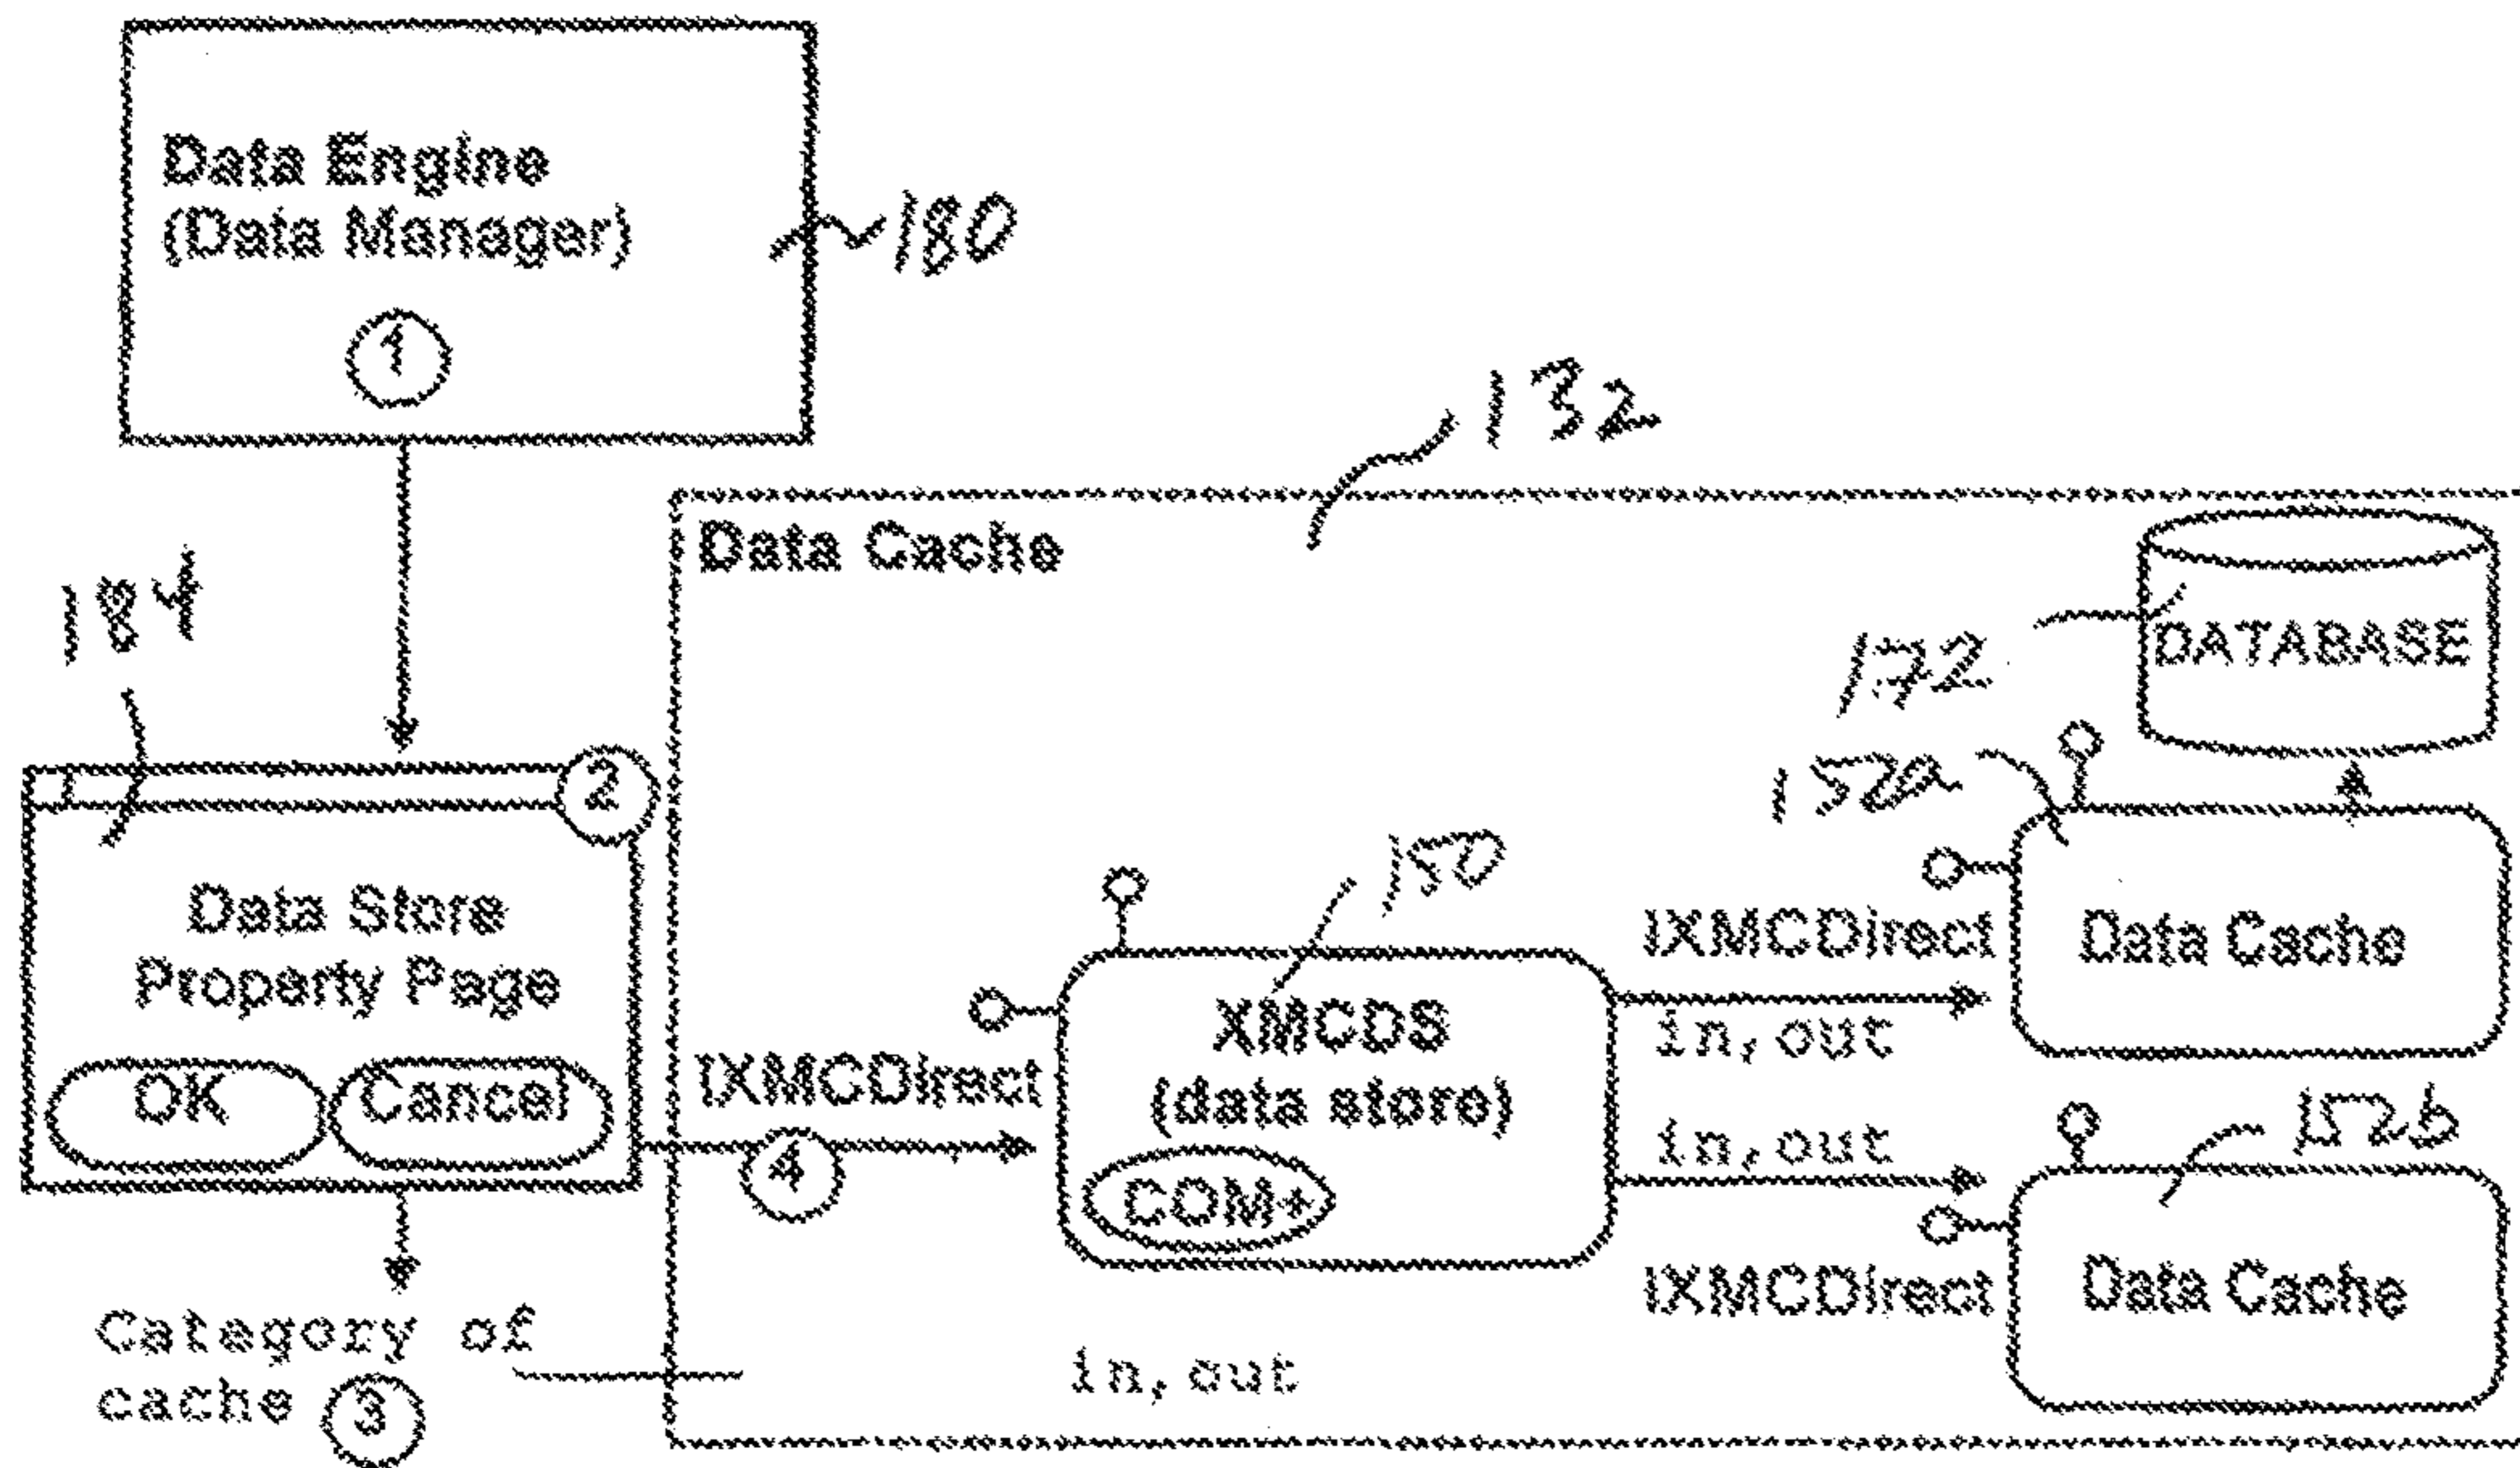 Data Engine
(Data Manager)
1
180
132
Data Cache
184
DATABASE
172
2
152a
150
Data Store
Property Page
OK
Cancel
IXMCDirect
4
XMCDS
(data store)
COM+
IXMCDirect
in, out
Data Cache
in, out
152b
IXMCDirect
Data Cache
Category of
cache
3
in, out